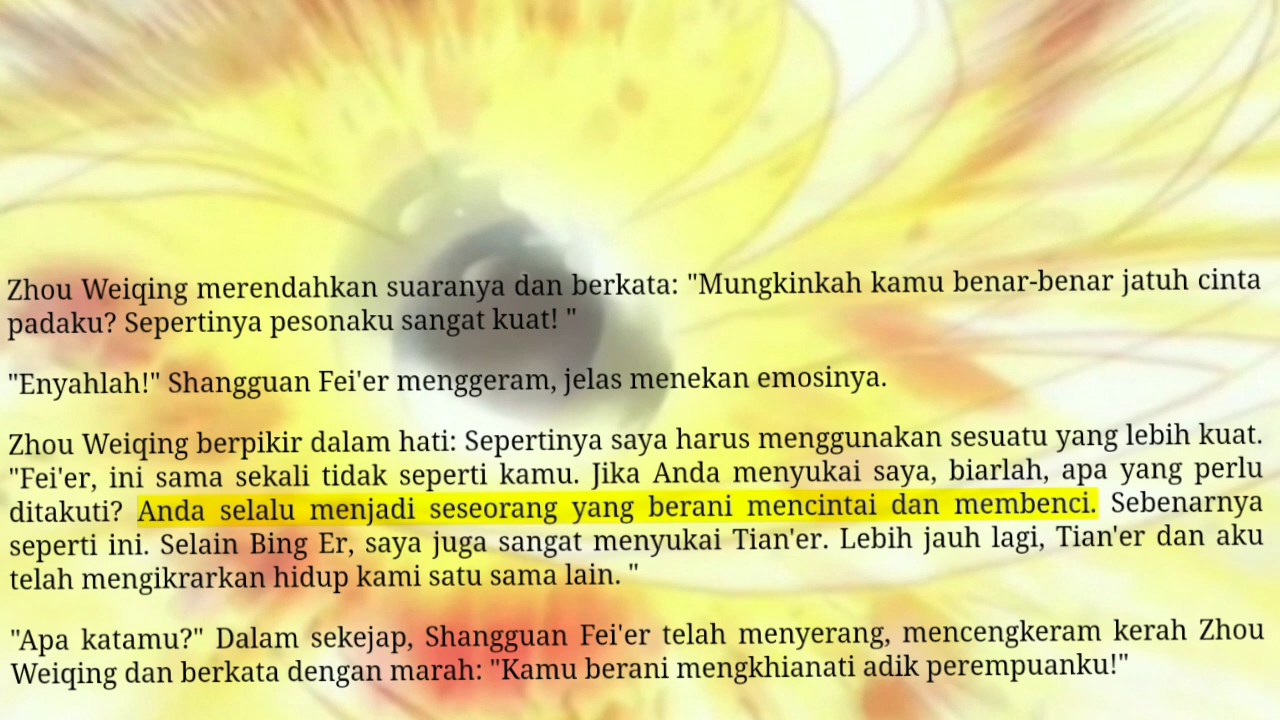 Zhou Weiqing merendahkan suaranya dan berkata: "Mungkinkah kamu benar-benar jatuh cinta
padaku? Sepertinya pesonaku sangat kuat! "
"Enyahlah!" Shangguan Fei'er menggeram, jelas menekan emosinya.
Zhou Weiqing berpikir dalam hati: Sepertinya saya harus menggunakan sesuatu yang lebih kuat.
"Fei'er, ini sama sekali tidak seperti kamu. Jika Anda menyukai saya, biarlah, apa yang perlu
ditakuti? Anda selalu menjadi seseorang yang berani mencintai dan membenci. Sebenarnya
seperti ini. Selain Bing Er, saya juga sangat menyukai Tian'er. Lebih jauh lagi, Tian'er dan aku
telah mengikrarkan hidup kami satu sama lain. "
"Apa katamu?" Dalam sekejap, Shangguan Fei'er telah menyerang, mencengkeram kerah Zhou
Weiqing dan berkata dengan marah: "Kamu berani mengkhianati adik perempuanku!"